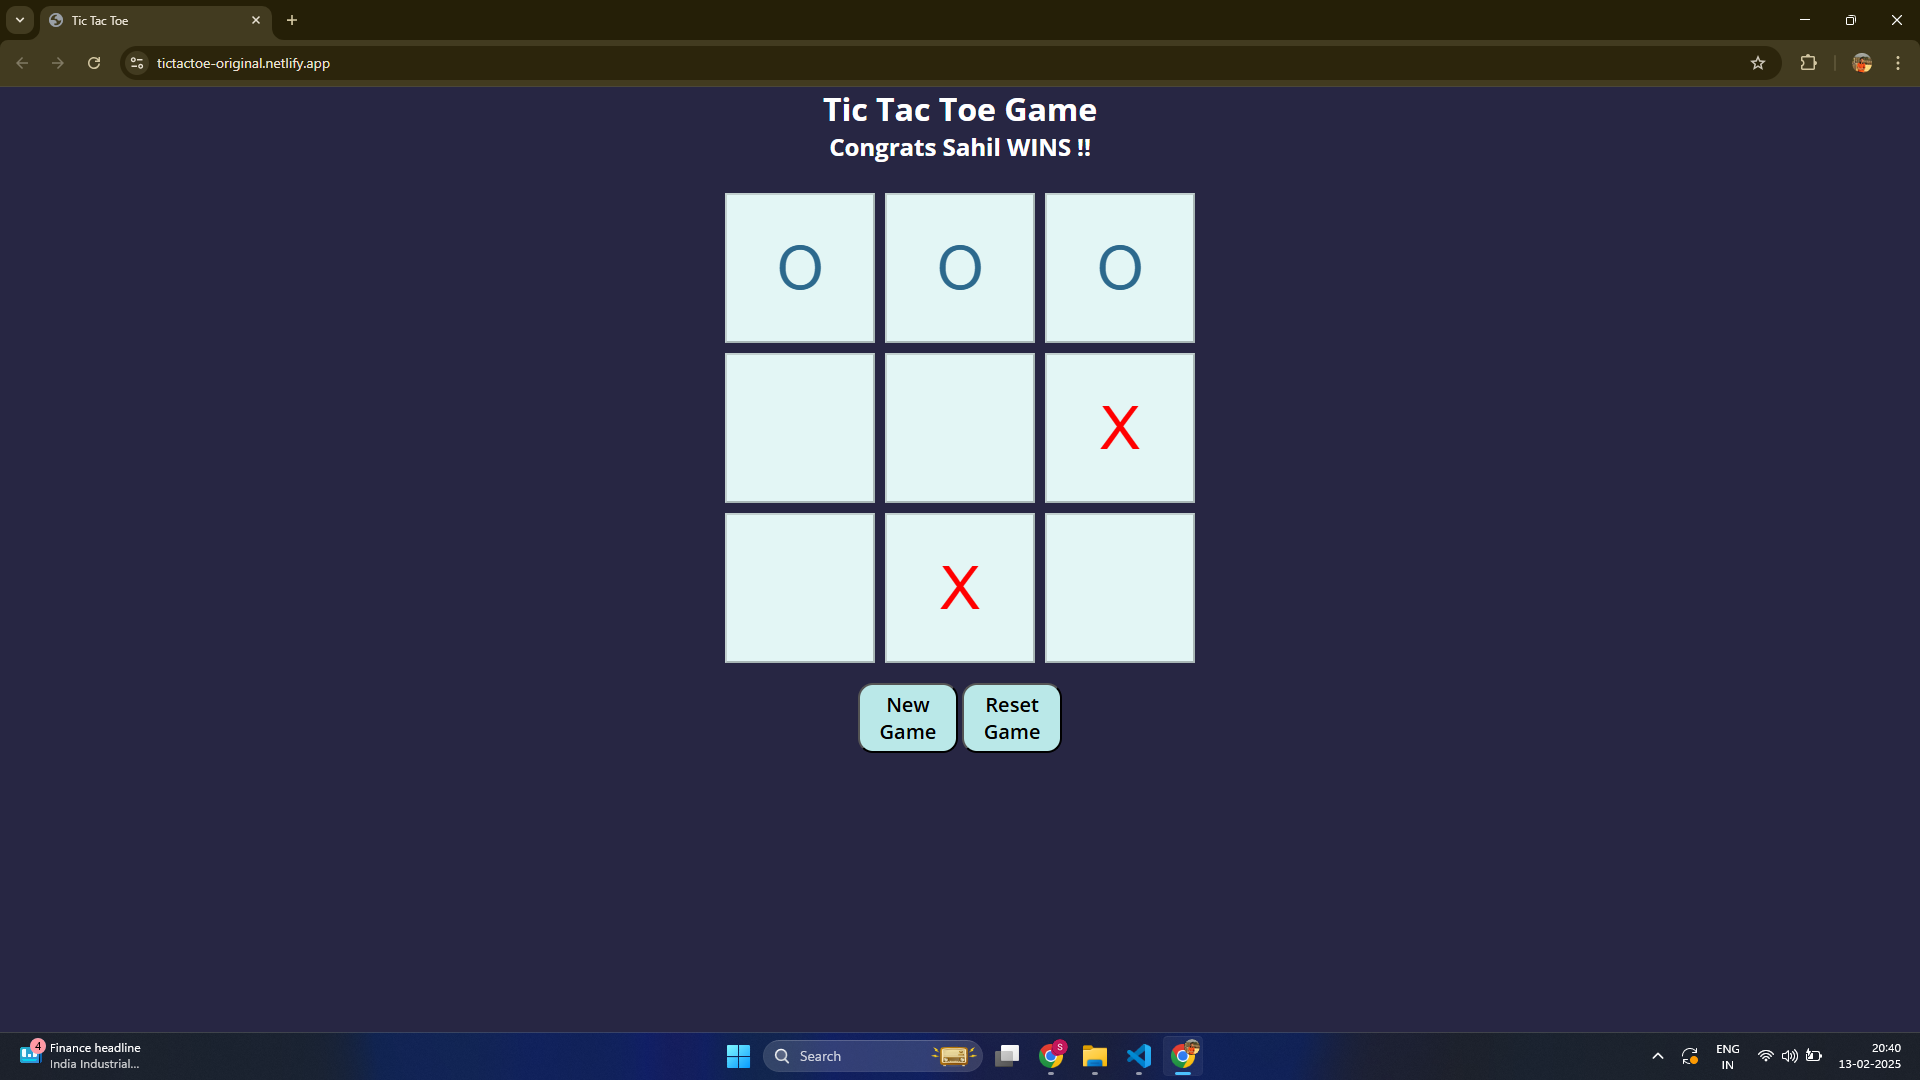 Tic Tac Toe
tictactoe-original.netlify.app
Tic Tac Toe Game
Congrats Sahil WINS !!
O O O
X
X
New Game
Reset Game
4
Finance headline
India Industrial...
Search
S
ENG
IN
20:40
13-02-2025